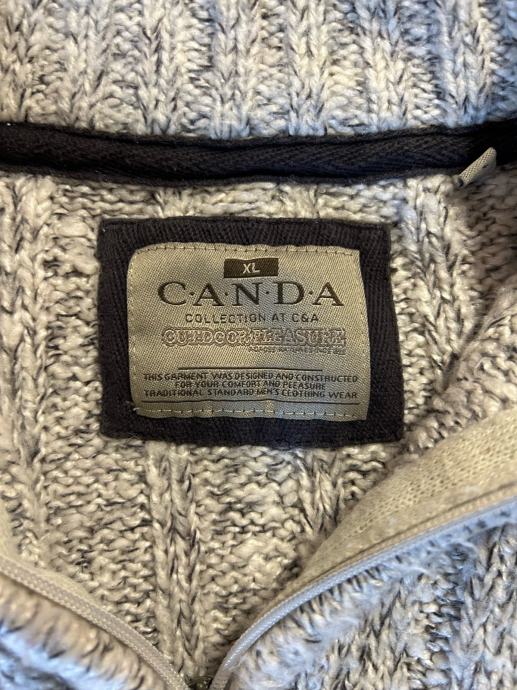 XL
C·A·N·D·A
COLLECTION AT C&A
OUTDOOR PLEASURE
THIS GARMENT WAS DESIGNED AND CONSTRUCTED
FOR YOUR COMFORT AND PLEASURE
TRADITIONAL STANDARD MEN'S CLOTHING WEAR